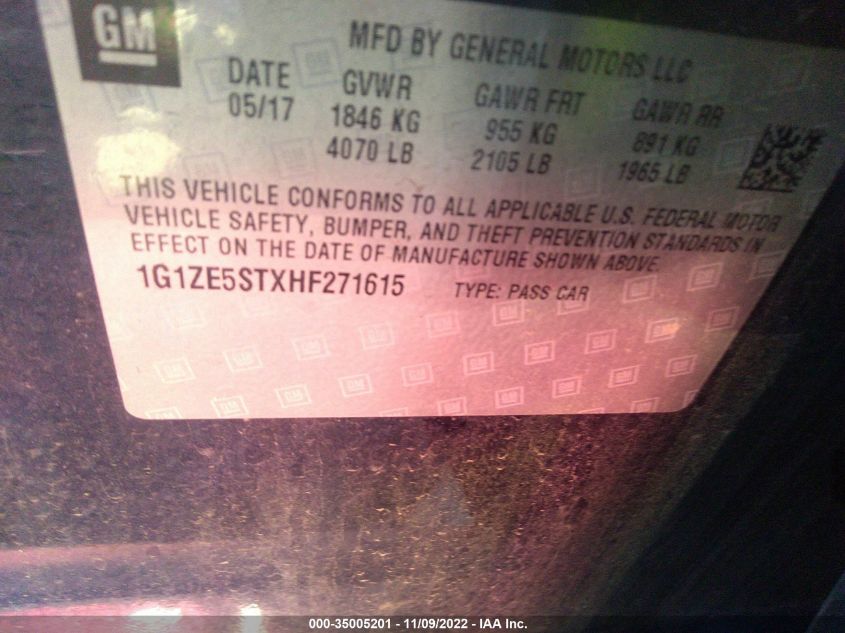 GM
MFD BY GENERAL MOTORS LLC
DATE GVWR GAWR FRT GAWR RR
05/17 1846 KG 955 KG 891 KG
4070 LB 2105 LB 1965 LB
THIS VEHICLE CONFORMS TO ALL APPLICABLE U.S. FEDERAL MOTOR
VEHICLE SAFETY, BUMPER, AND THEFT PREVENTION STANDARDS IN
EFFECT ON THE DATE OF MANUFACTURE SHOWN ABOVE.
1G1ZE5STXHF271615 TYPE: PASS CAR
000-35005201 - 11/09/2022 - IAA Inc.